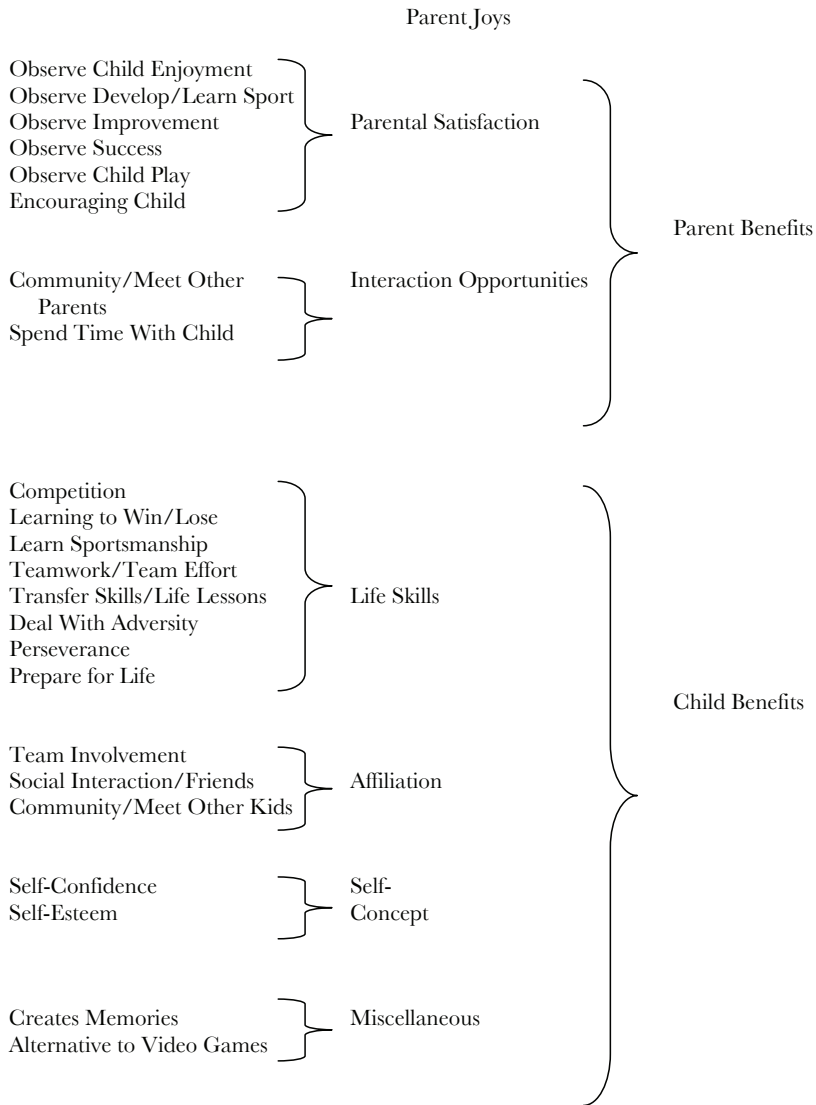 Parent Joys
Observe Child Enjoyment
Observe Develop/Learn Sport
Observe Improvement
Observe Success
Observe Child Play
Encouraging Child
Parental Satisfaction
Community/Meet Other
Parents
Spend Time With Child
Interaction Opportunities
Parent Benefits
Competition
Learning to Win/Lose
Learn Sportsmanship
Teamwork/Team Effort
Transfer Skills/Life Lessons
Deal With Adversity
Perseverance
Prepare for Life
Life Skills
Team Involvement
Social Interaction/Friends
Community/Meet Other Kids
Affiliation
Self-Confidence
Self-Esteem
Self-
Concept
Creates Memories
Alternative to Video Games
Miscellaneous
Child Benefits